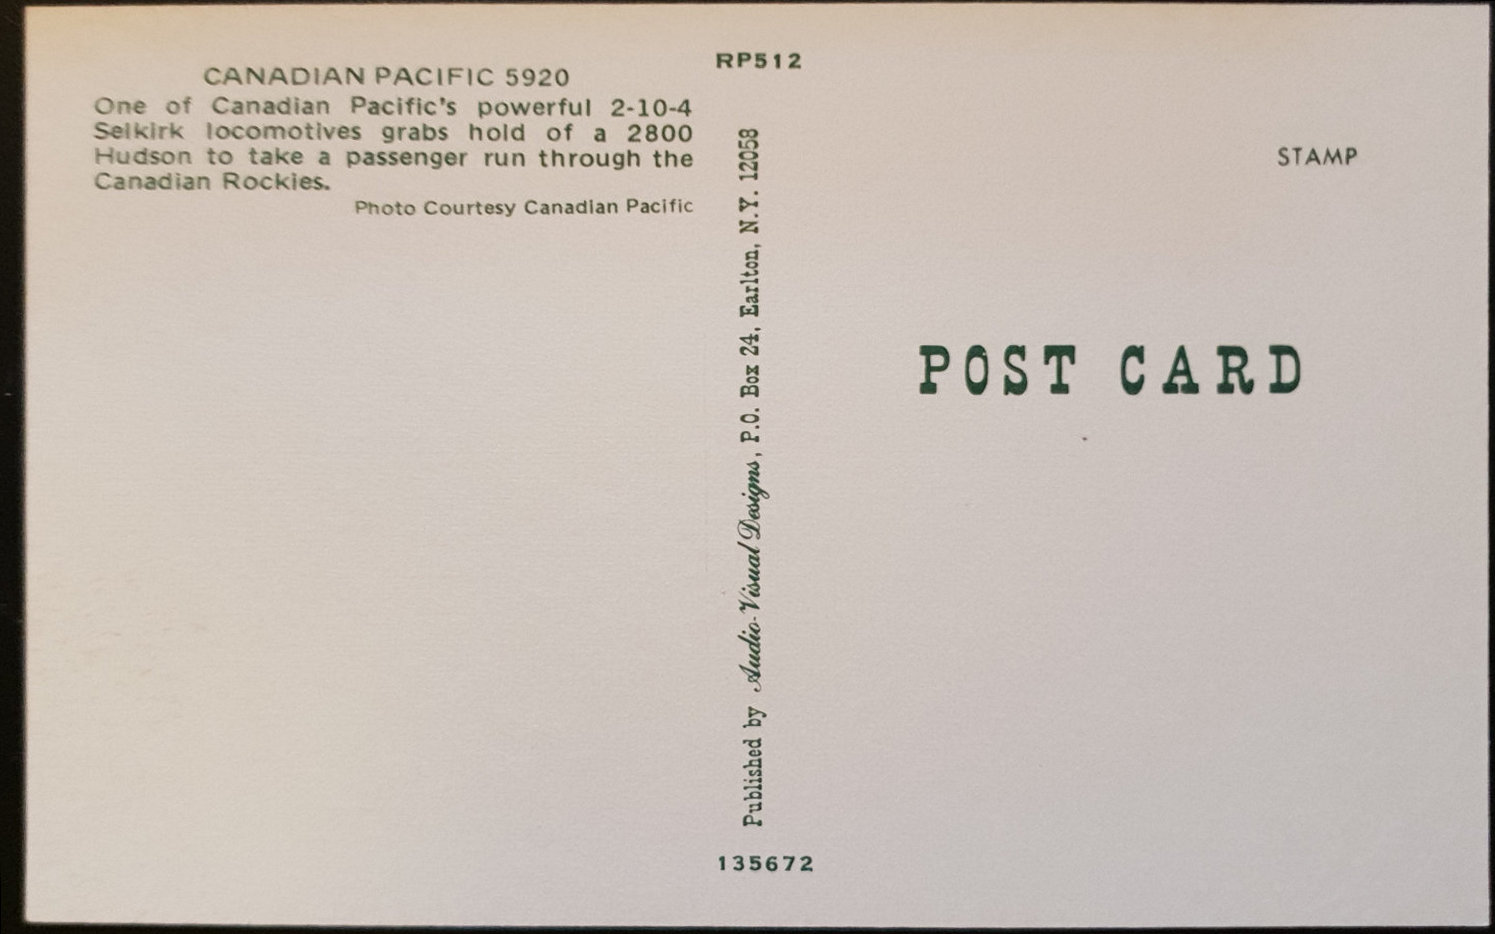 CANADIAN PACIFIC 5920
One of Canadian Pacific's powerful 2-10-4
Selkirk locomotives grabs hold of a 2800
Hudson to take a passenger run through the
Canadian Rockies.
Photo Courtesy Canadian Pacific
RP512
Published by Audio-Visual Designs, P.O. Box 24, Earlton, N.Y. 12058
135672
STAMP
POST CARD